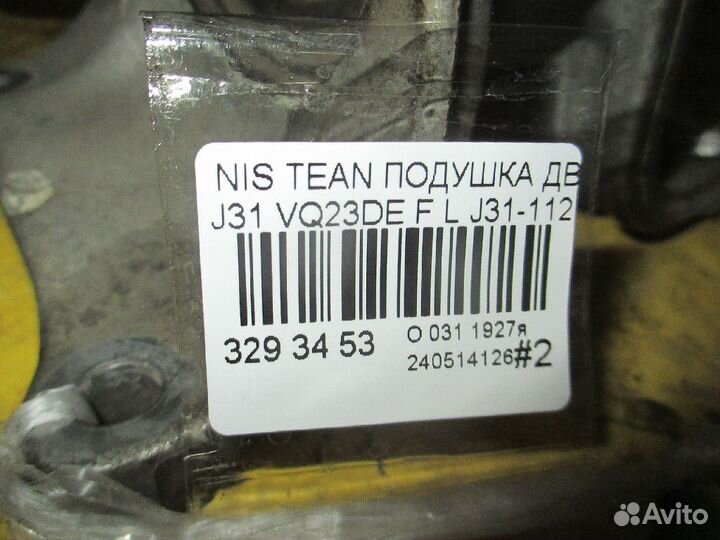 NIS TEAN ПОДУШКА ДВ
J31 VQ23DE F L J31-112
329 34 53
O 031 1927я
240514126#2
Avito